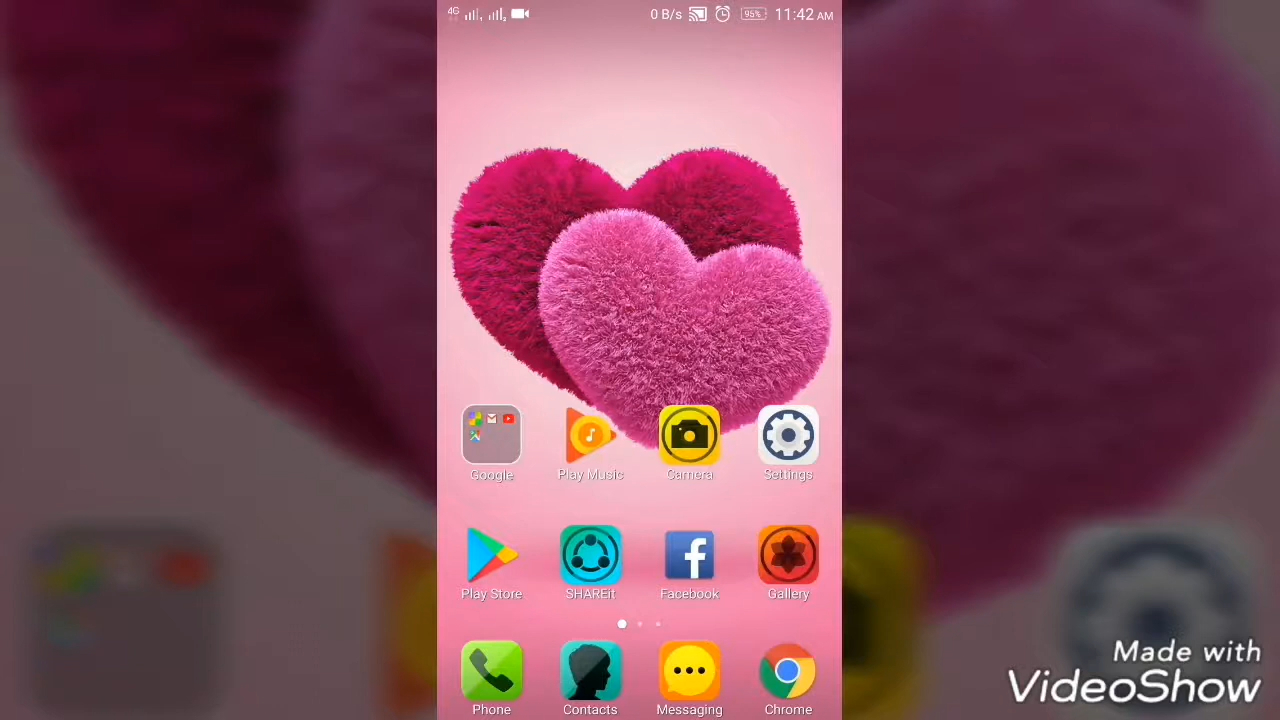 4G 0 B/s 95% 11:42 AM
Google Play Music Camera Settings
Play Store SHAREit Facebook Gallery
Phone Contacts Messaging Chrome
Made with
VideoShow